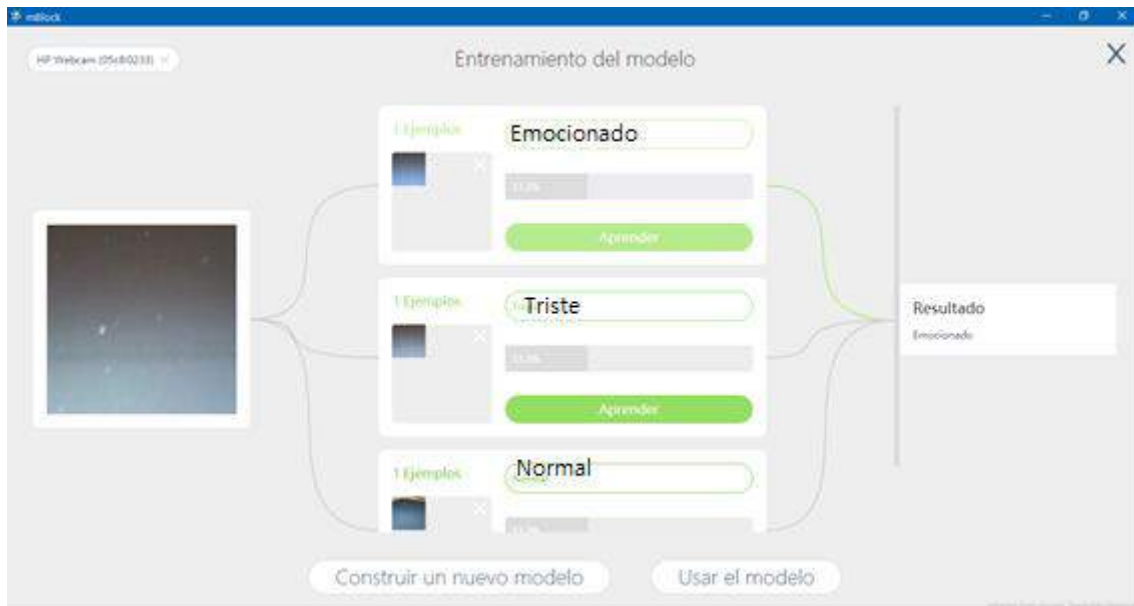 mBlock
HP Webcam (05c8:0233)
Entrenamiento del modelo
X
1 Ejemplos
Emocionado
Aprender
1 Ejemplos
Triste
Aprender
1 Ejemplos
Normal
Resultado
Emocionado
Construir un nuevo modelo
Usar el modelo